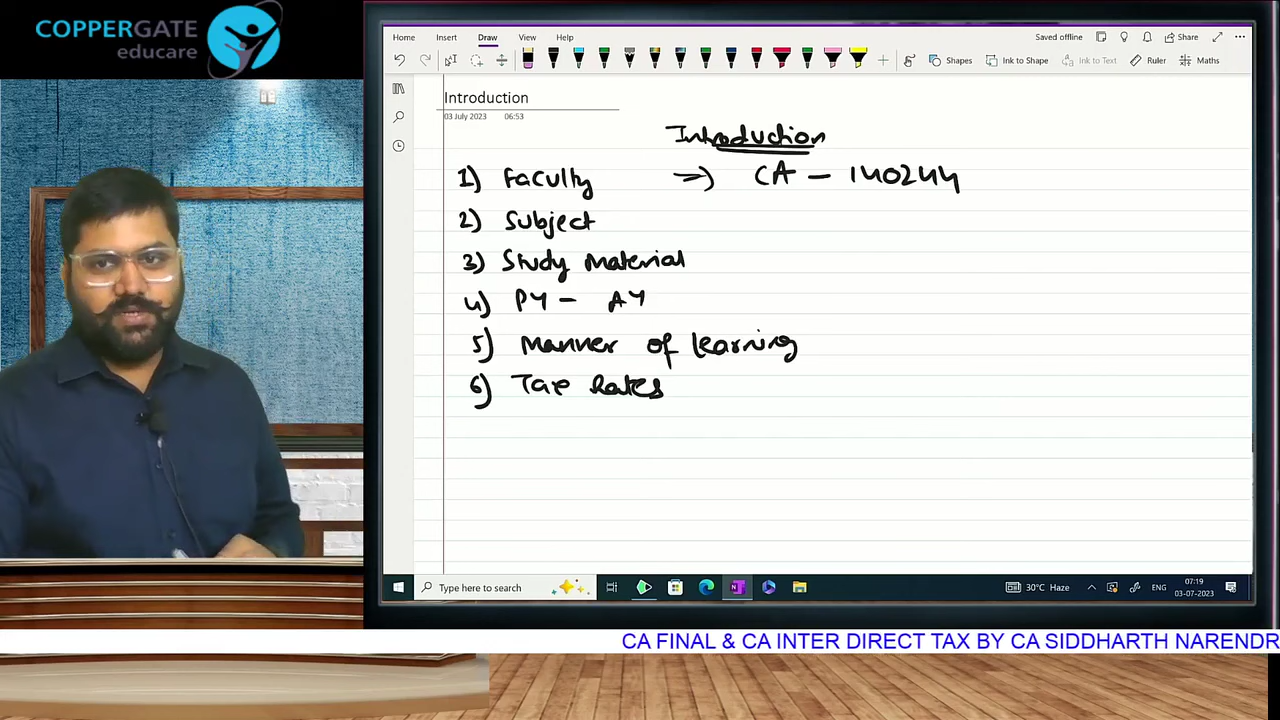 COPPERGATE
educare
Home Insert Draw View Help
Saved offline
Share
Shapes
Ink to Shape
Ink to Text
Ruler
Maths
Introduction
03 July 2023 06:53
Introduction
1) Faculty => CA - 140244
2) Subject
3) Study Material
4) PY - AY
5) Manner of learning
6) Tax Rates
Type here to search
30°C Haze
ENG
07:19
03-07-2023
CA FINAL & CA INTER DIRECT TAX BY CA SIDDHARTH NARENDR